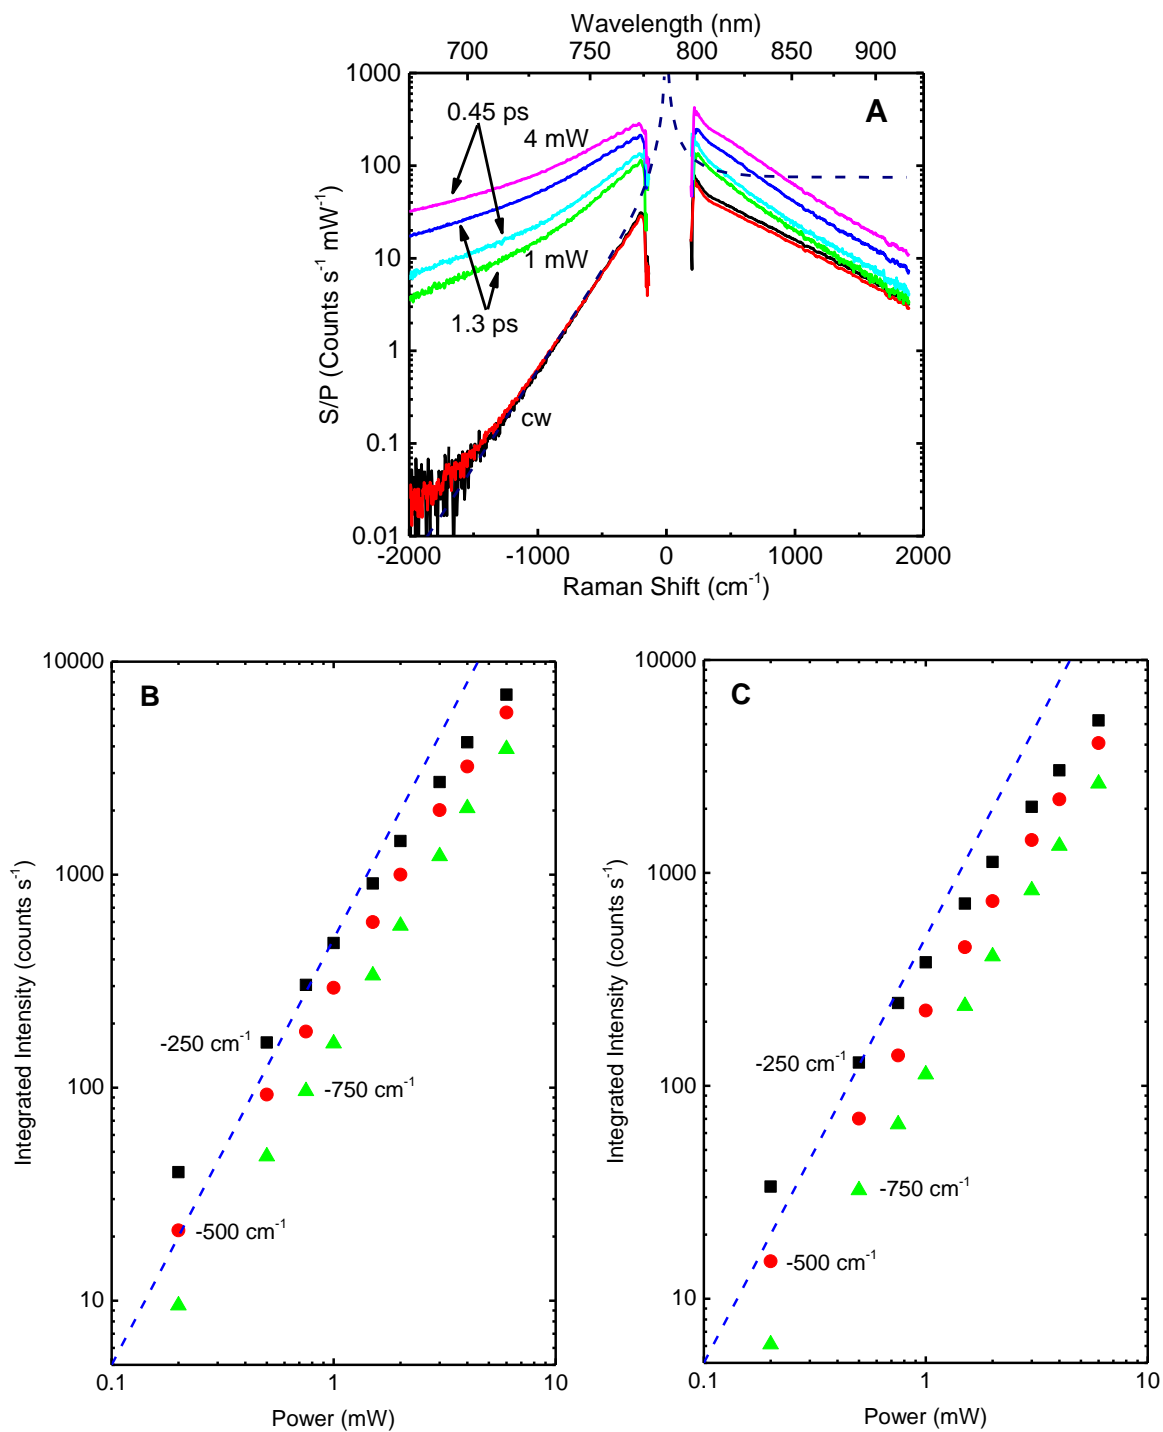 Wavelength (nm)
700 750 800 850 900
1000
100
10
1
0.1
0.01
S/P (Counts s⁻¹ mW⁻¹)
A
0.45 ps
4 mW
1 mW
1.3 ps
cw
-2000 -1000 0 1000 2000
Raman Shift (cm⁻¹)
10000
1000
100
10
Integrated Intensity (counts s⁻¹)
B
-250 cm⁻¹
-750 cm⁻¹
-500 cm⁻¹
0.1 1 10
Power (mW)
10000
1000
100
10
Integrated Intensity (counts s⁻¹)
C
-250 cm⁻¹
-750 cm⁻¹
-500 cm⁻¹
0.1 1 10
Power (mW)